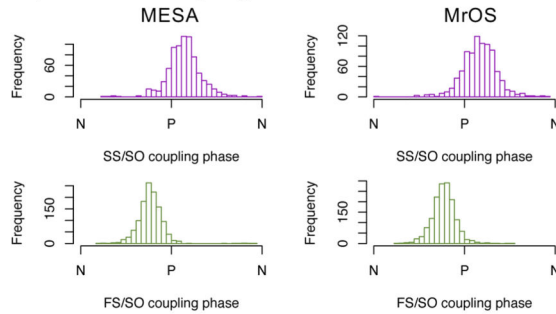 MESA
MrOS
Frequency
60
0
N P N
SS/SO coupling phase
Frequency
120
60
0
N P N
SS/SO coupling phase
Frequency
150
0
N P N
FS/SO coupling phase
Frequency
150
0
N P N
FS/SO coupling phase